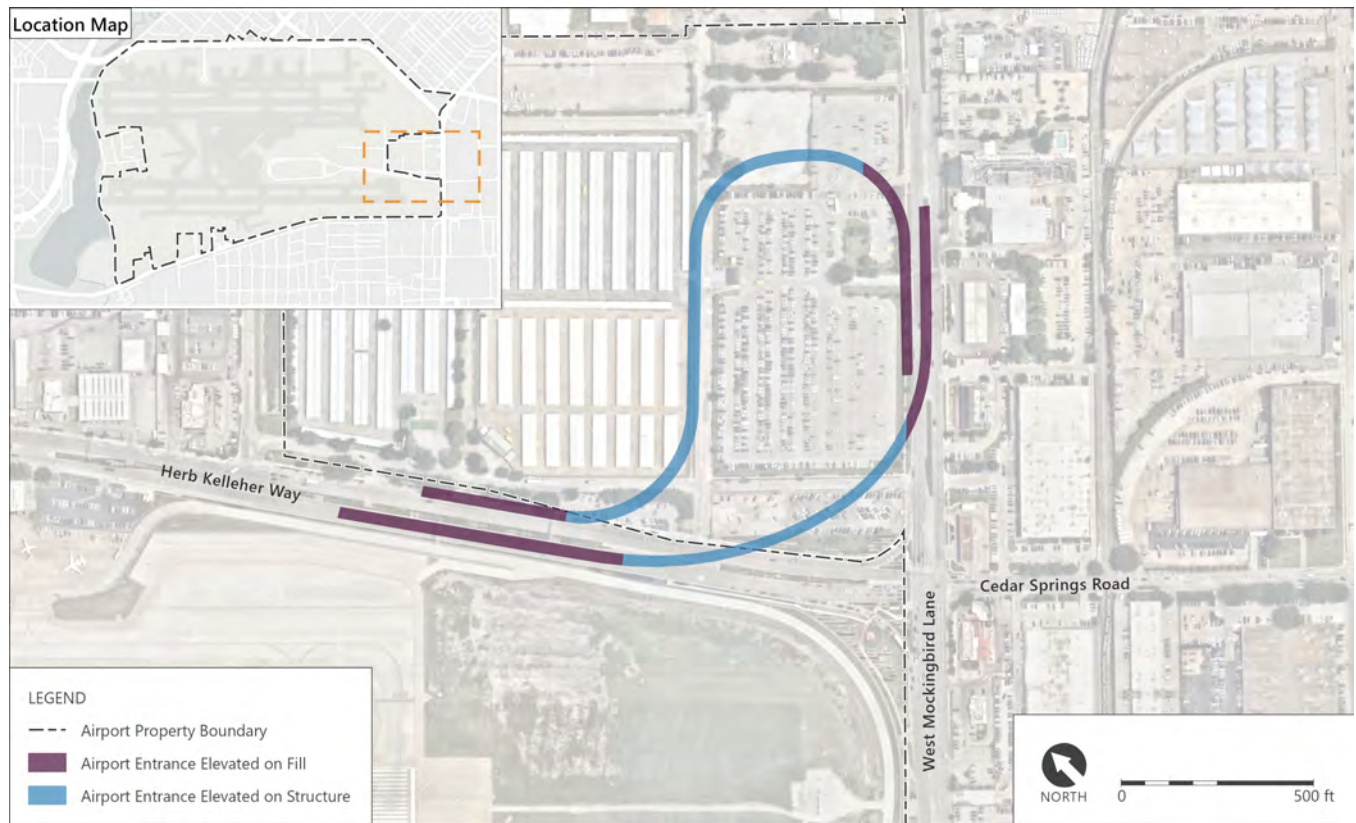 Location Map
Herb Kelleher Way
Cedar Springs Road
West Mockingbird Lane
LEGEND
Airport Property Boundary
Airport Entrance Elevated on Fill
Airport Entrance Elevated on Structure
NORTH
0 500 ft